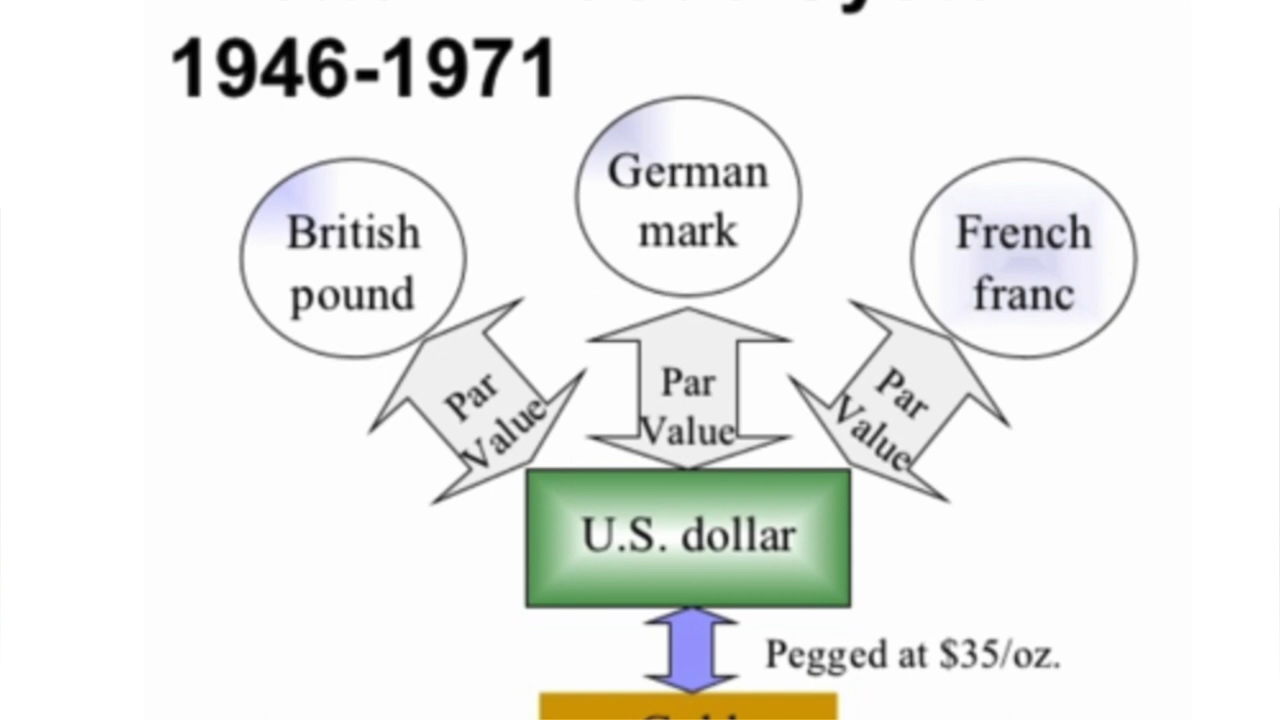 1946-1971
German
mark
British
pound
French
franc
Par
Value
Par
Value
Par
Value
U.S. dollar
Pegged at $35/oz.